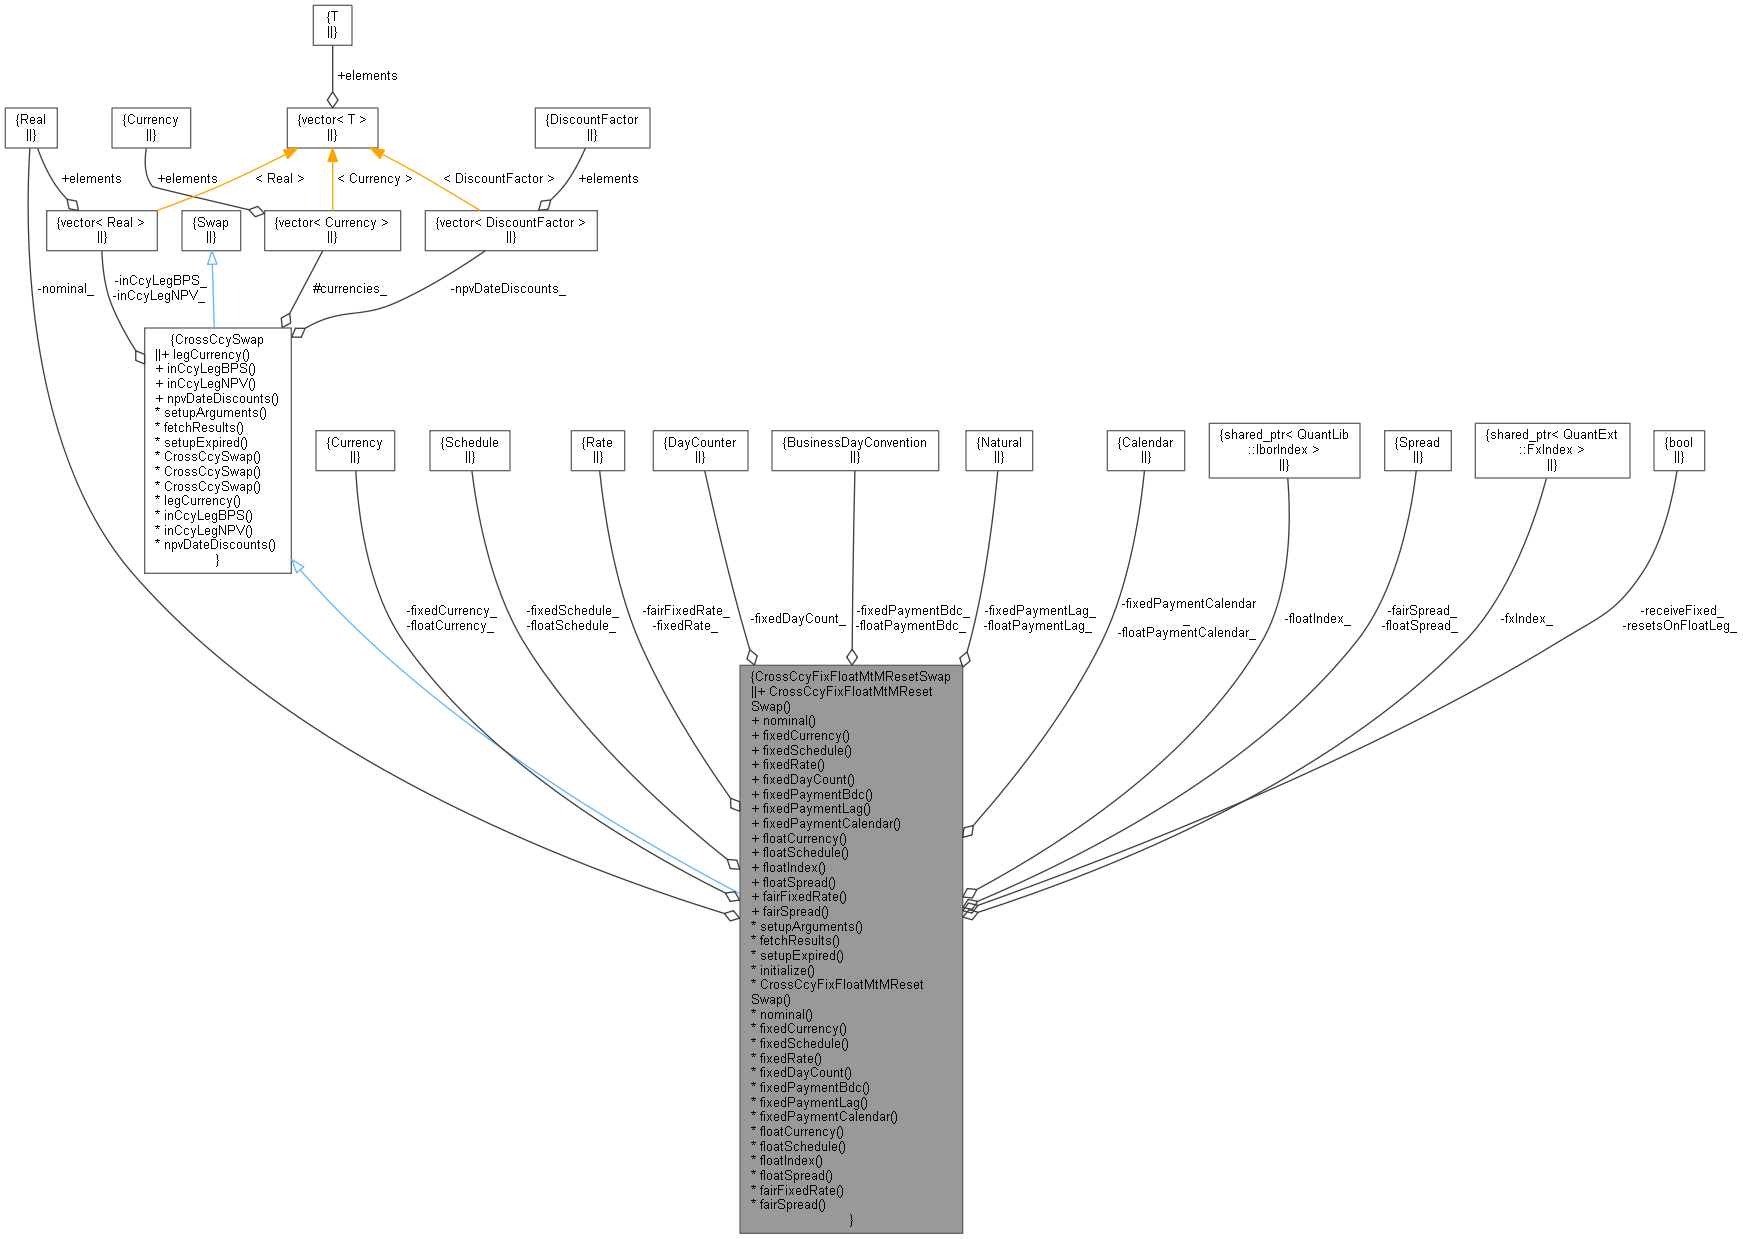 {T
||}
+elements
{Real
||}
{Currency
||}
{vector< T >
||}
{DiscountFactor
||}
+elements
+elements
< Real >
< Currency >
< DiscountFactor >
+elements
{vector< Real >
||}
{Swap
||}
{vector< Currency >
||}
{vector< DiscountFactor >
||}
-nominal_
-inCcyLegBPS_
-inCcyLegNPV_
#currencies_
-npvDateDiscounts_
{CrossCcySwap
||+ legCurrency()
+ inCcyLegBPS()
+ inCcyLegNPV()
+ npvDateDiscounts()
* setupArguments()
* fetchResults()
* setupExpired()
* CrossCcySwap()
* CrossCcySwap()
* CrossCcySwap()
* legCurrency()
* inCcyLegBPS()
* inCcyLegNPV()
* npvDateDiscounts()
}
{Currency
||}
{Schedule
||}
{Rate
||}
{DayCounter
||}
{BusinessDayConvention
||}
{Natural
||}
{Calendar
||}
{shared_ptr< QuantLib
::IborIndex >
||}
{Spread
||}
{shared_ptr< QuantExt
::FxIndex >
||}
{bool
||}
-fixedCurrency_
-floatCurrency_
-fixedSchedule_
-floatSchedule_
-fairFixedRate_
-fixedRate_
-fixedDayCount_
-fixedPaymentBdc_
-floatPaymentBdc_
-fixedPaymentLag_
-floatPaymentLag_
-fixedPaymentCalendar
_
-floatPaymentCalendar_
-floatIndex_
-fairSpread_
-floatSpread_
-fxIndex_
-receiveFixed_
-resetsOnFloatLeg_
{CrossCcyFixFloatMtMResetSwap
||+ CrossCcyFixFloatMtMReset
Swap()
+ nominal()
+ fixedCurrency()
+ fixedSchedule()
+ fixedRate()
+ fixedDayCount()
+ fixedPaymentBdc()
+ fixedPaymentLag()
+ fixedPaymentCalendar()
+ floatCurrency()
+ floatSchedule()
+ floatIndex()
+ floatSpread()
+ fairFixedRate()
+ fairSpread()
* setupArguments()
* fetchResults()
* setupExpired()
* initialize()
* CrossCcyFixFloatMtMReset
Swap()
* nominal()
* fixedCurrency()
* fixedSchedule()
* fixedRate()
* fixedDayCount()
* fixedPaymentBdc()
* fixedPaymentLag()
* fixedPaymentCalendar()
* floatCurrency()
* floatSchedule()
* floatIndex()
* floatSpread()
* fairFixedRate()
* fairSpread()
}